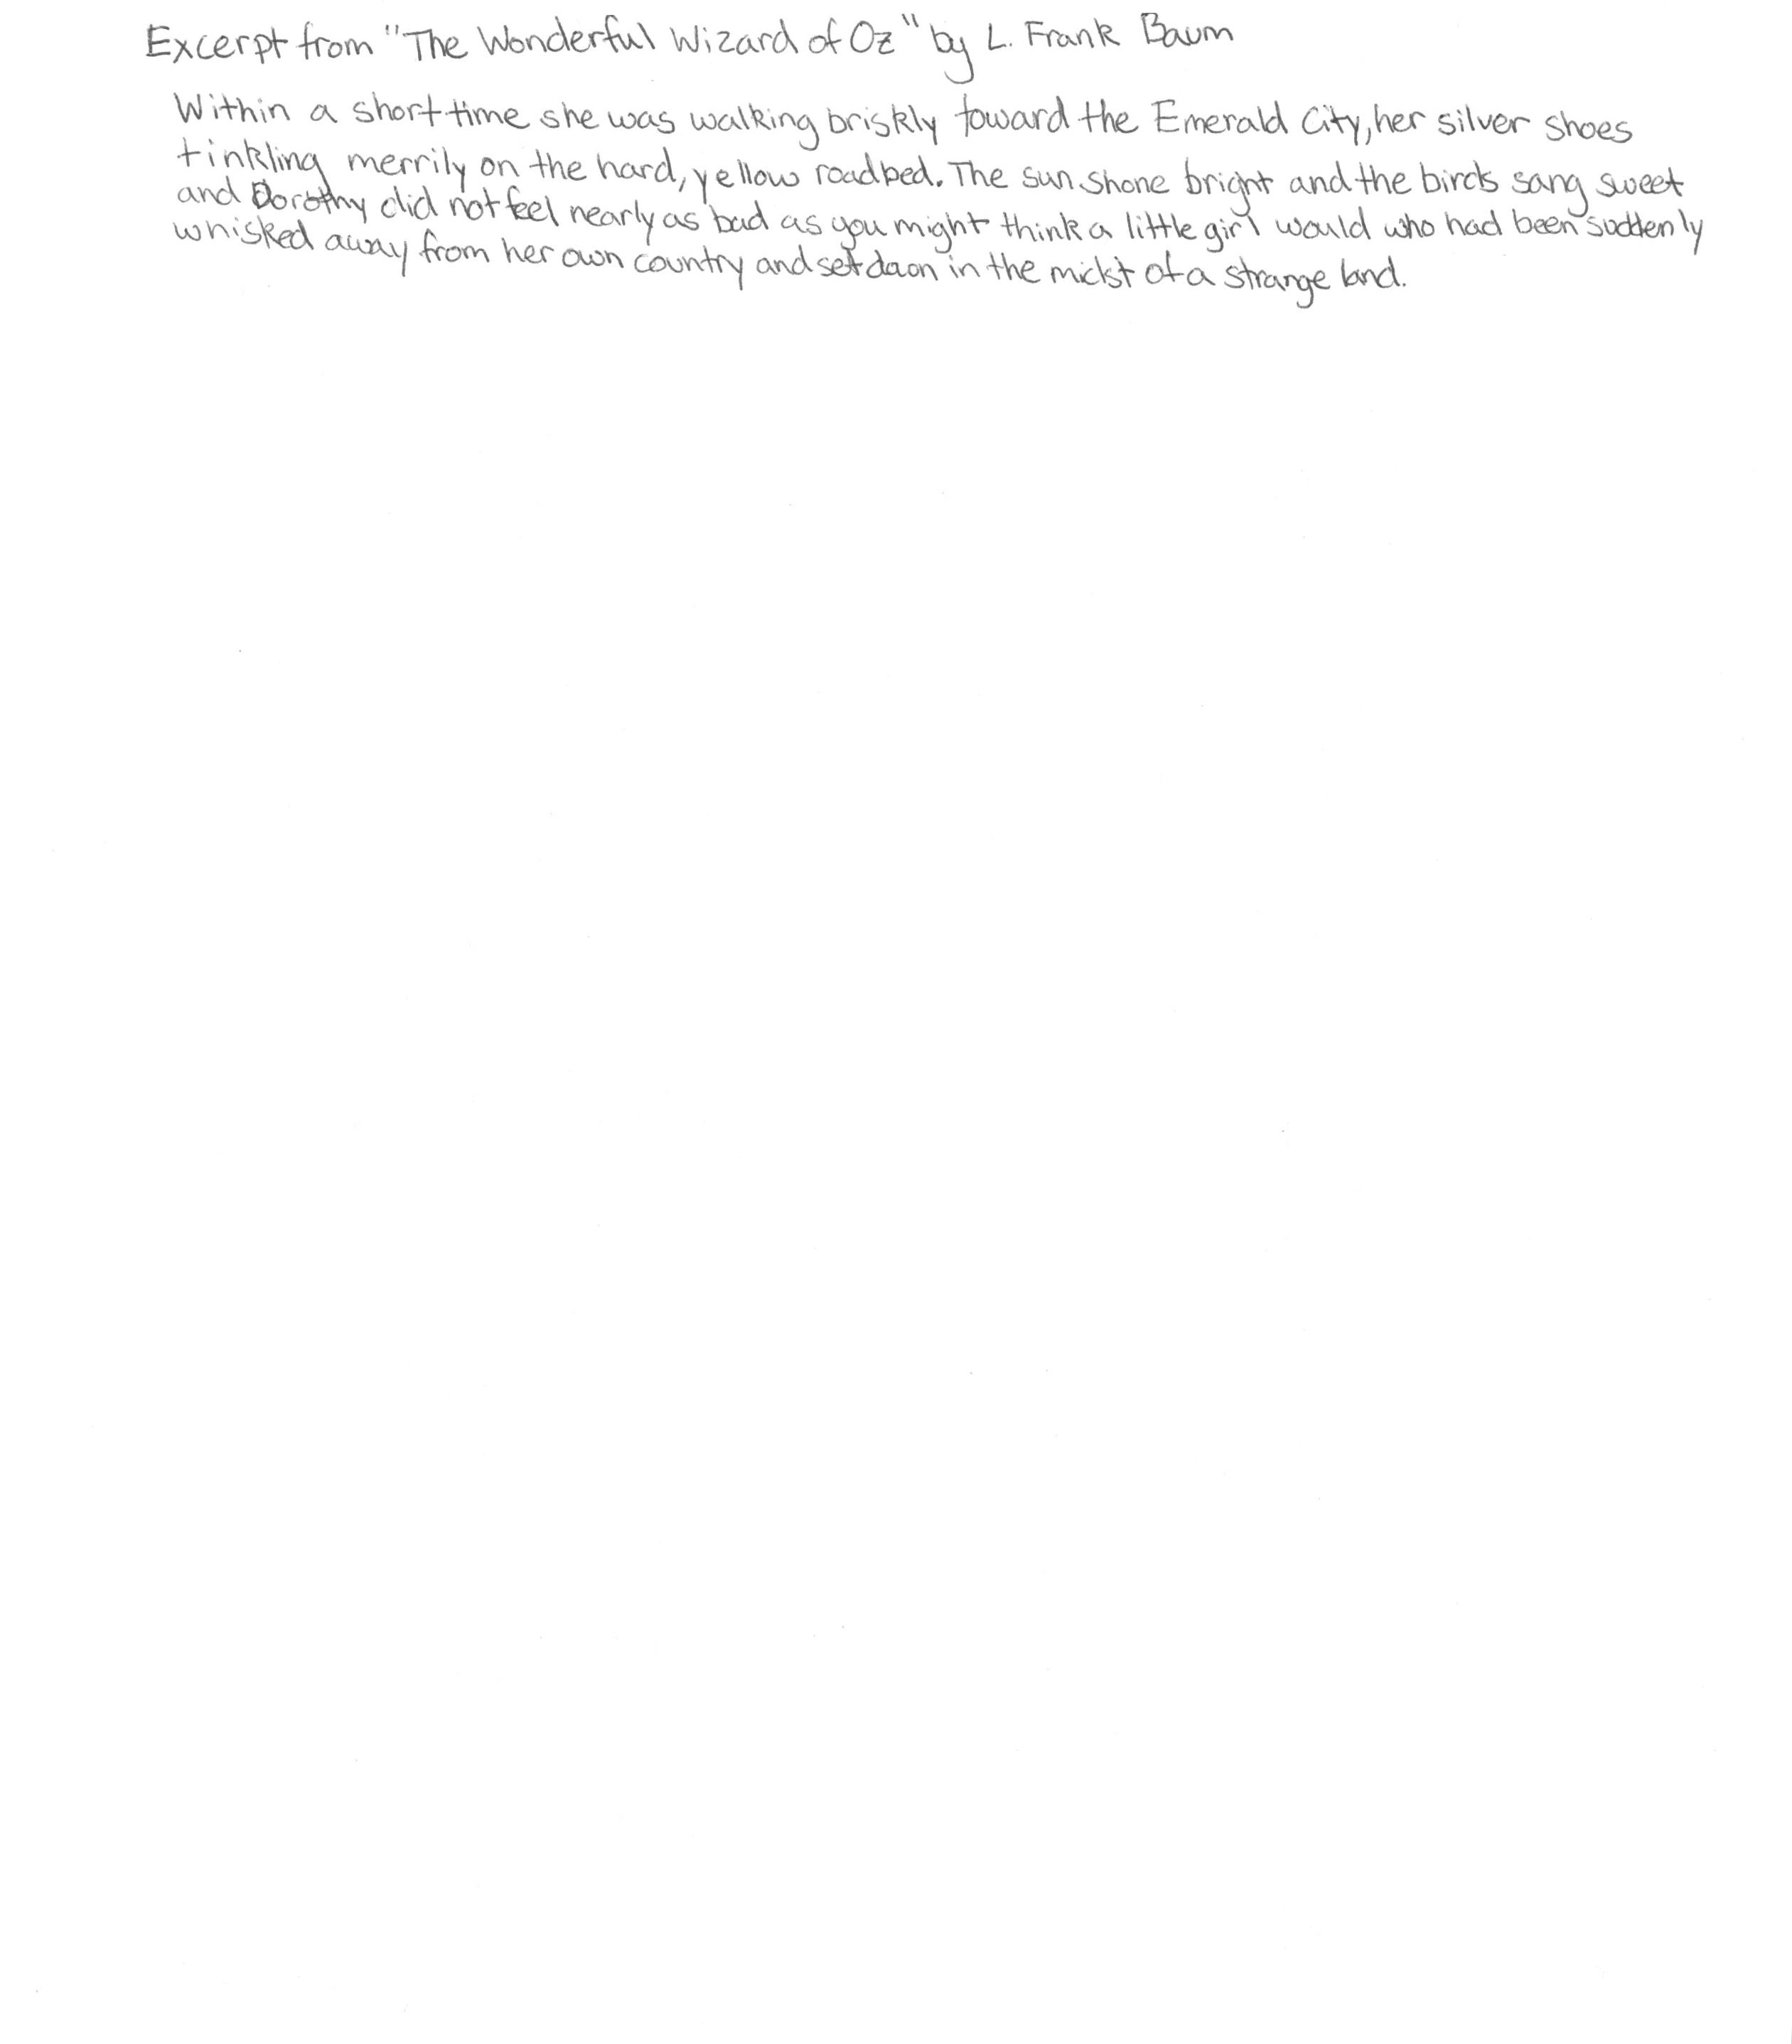 Excerpt from "The Wonderful Wizard of Oz" by L. Frank Baum
Within a short time she was walking briskly toward the Emerald City, her silver shoes
tinkling merrily on the hard, yellow roadbed. The sun shone bright and the birds sang sweet
and Dorothy did not feel nearly as bad as you might think a little girl would who had been suddenly
whisked away from her own country and set down in the midst of a strange land.